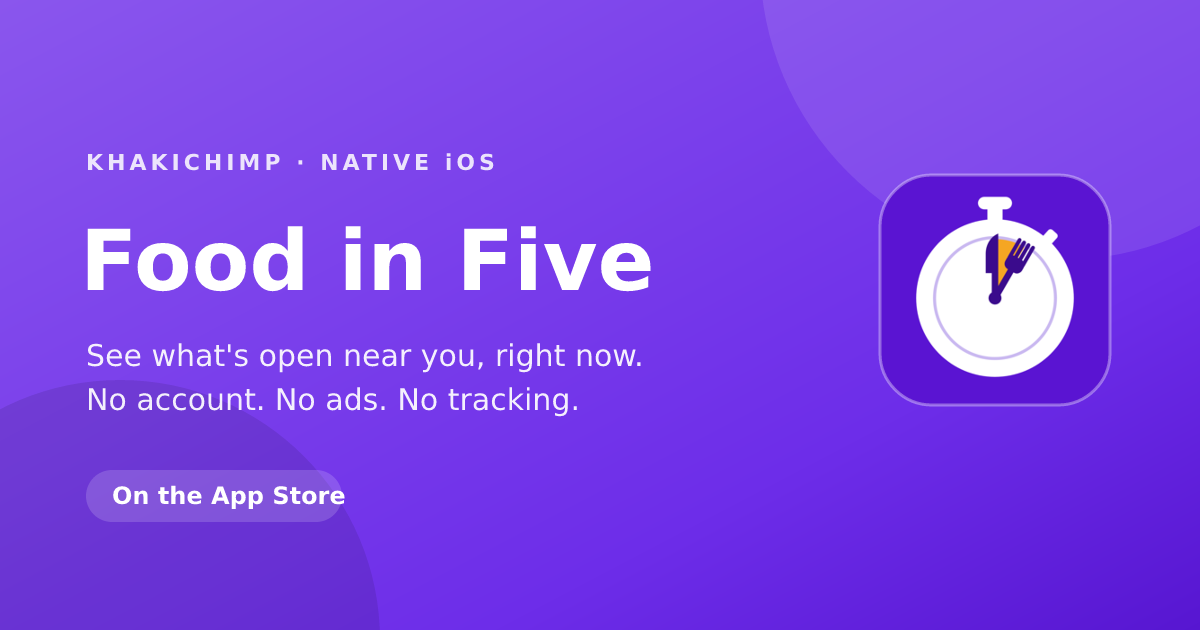 KHAKICHIMP · NATIVE iOS
Food in Five
See what's open near you, right now.
No account. No ads. No tracking.
On the App Store